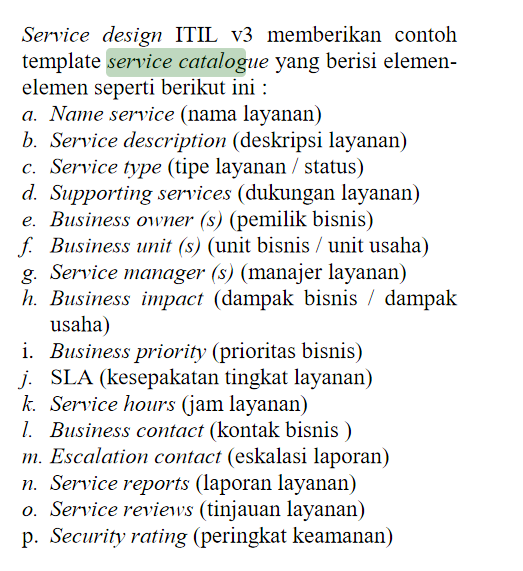 Service design ITIL v3 memberikan contoh
template service catalogue yang berisi elemen-
elemen seperti berikut ini :
a. Name service (nama layanan)
b. Service description (deskripsi layanan)
c. Service type (tipe layanan / status)
d. Supporting services (dukungan layanan)
e. Business owner (s) (pemilik bisnis)
f. Business unit (s) (unit bisnis / unit usaha)
g. Service manager (s) (manajer layanan)
h. Business impact (dampak bisnis / dampak
usaha)
i. Business priority (prioritas bisnis)
j. SLA (kesepakatan tingkat layanan)
k. Service hours (jam layanan)
l. Business contact (kontak bisnis )
m. Escalation contact (eskalasi laporan)
n. Service reports (laporan layanan)
o. Service reviews (tinjauan layanan)
p. Security rating (peringkat keamanan)